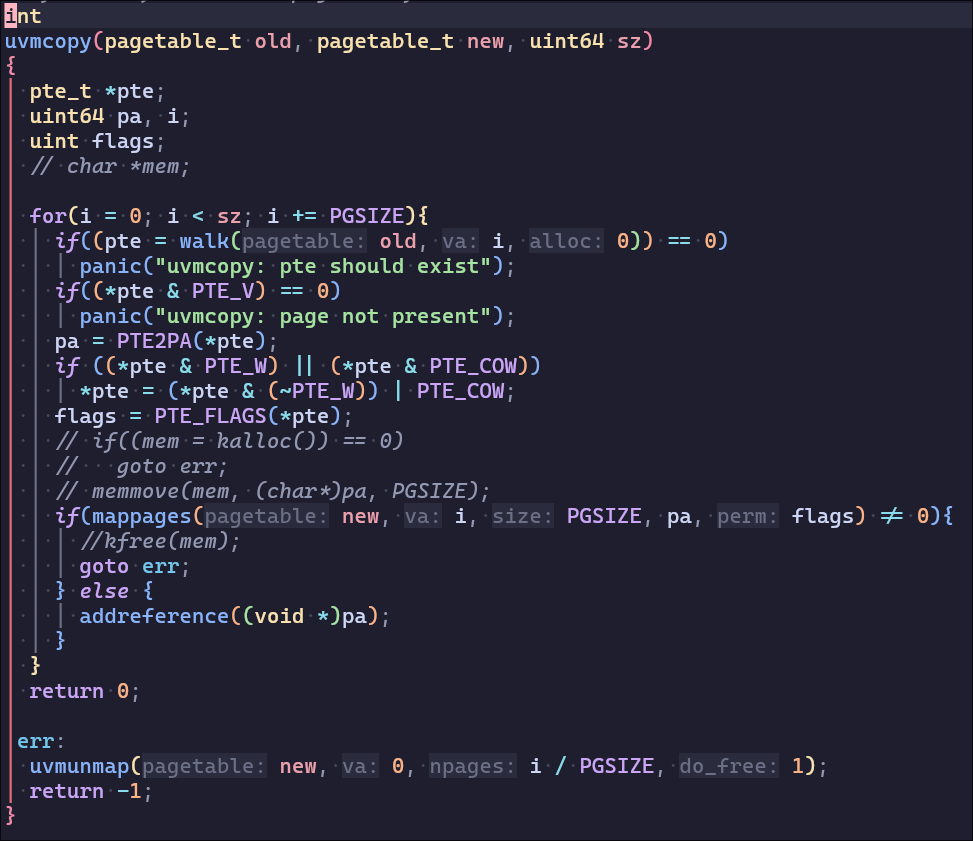 int
uvmcopy(pagetable_t old, pagetable_t new, uint64 sz)
{
  pte_t *pte;
  uint64 pa, i;
  uint flags;
  // char *mem;

  for(i = 0; i < sz; i += PGSIZE){
    if((pte = walk(pagetable: old, va: i, alloc: 0)) == 0)
      panic("uvmcopy: pte should exist");
    if((*pte & PTE_V) == 0)
      panic("uvmcopy: page not present");
    pa = PTE2PA(*pte);
    if ((*pte & PTE_W) || (*pte & PTE_COW))
      *pte = (*pte & (~PTE_W)) | PTE_COW;
    flags = PTE_FLAGS(*pte);
    // if((mem = kalloc()) == 0)
    //   goto err;
    // memmove(mem, (char*)pa, PGSIZE);
    if(mappages(pagetable: new, va: i, size: PGSIZE, pa, perm: flags) != 0){
      //kfree(mem);
      goto err;
    } else {
      addreference((void *)pa);
    }
  }
  return 0;

 err:
  uvmunmap(pagetable: new, va: 0, npages: i / PGSIZE, do_free: 1);
  return -1;
}